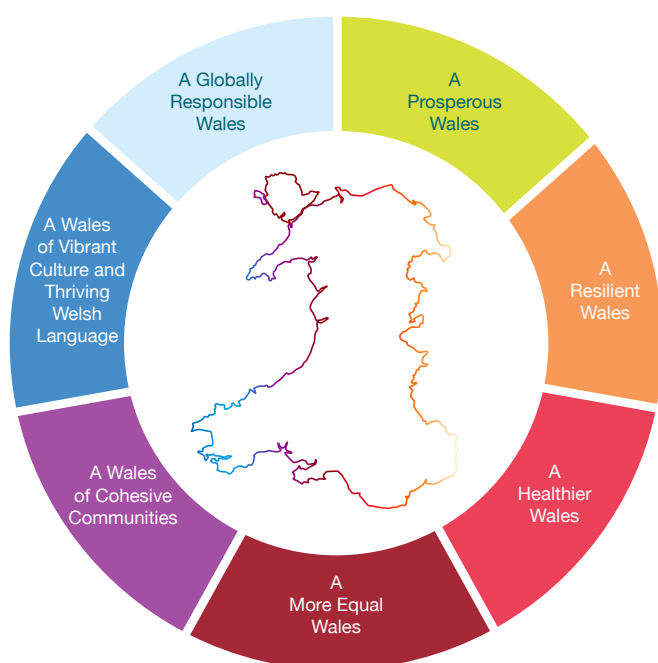 A
Prosperous
Wales
A
Resilient
Wales
A
Healthier
Wales
A
More Equal
Wales
A Wales
of Cohesive
Communities
A Wales
of Vibrant
Culture and
Thriving
Welsh
Language
A Globally
Responsible
Wales